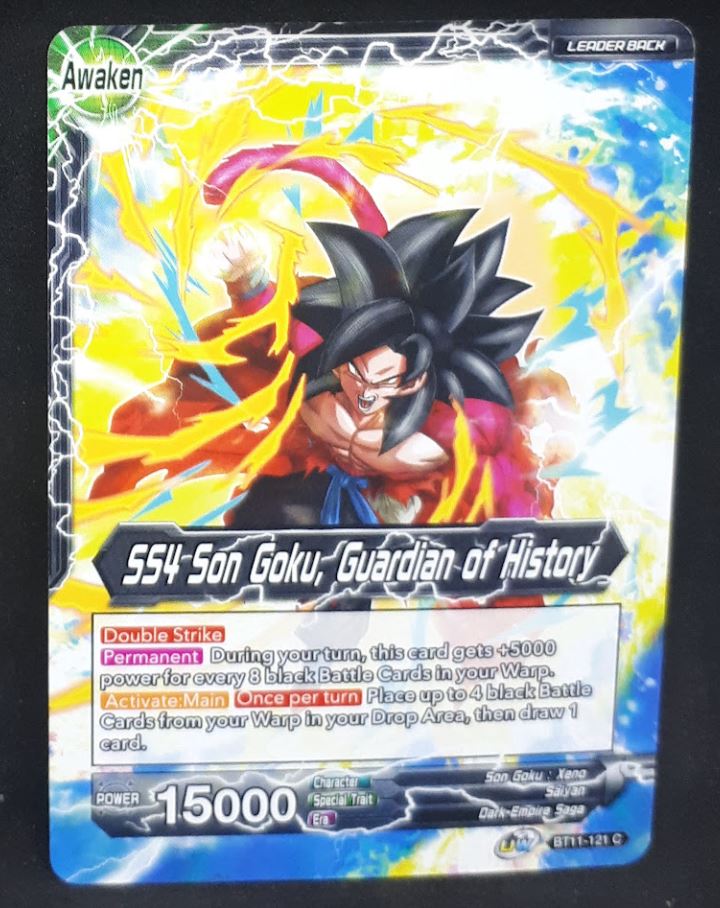 LEADER BACK
Awaken
SS4 Son Goku, Guardian of History
Double Strike
Permanent During your turn, this card gets +5000
power for every 8 black Battle Cards in your Warp.
Activate:Main Once per turn Place up to 4 black Battle
Cards from your Warp in your Drop Area, then draw 1
card.
POWER 15000
Character Son Goku : Xeno
Special Trait Saiyan
Era Dark-Empire Saga
UW BT11-121 C